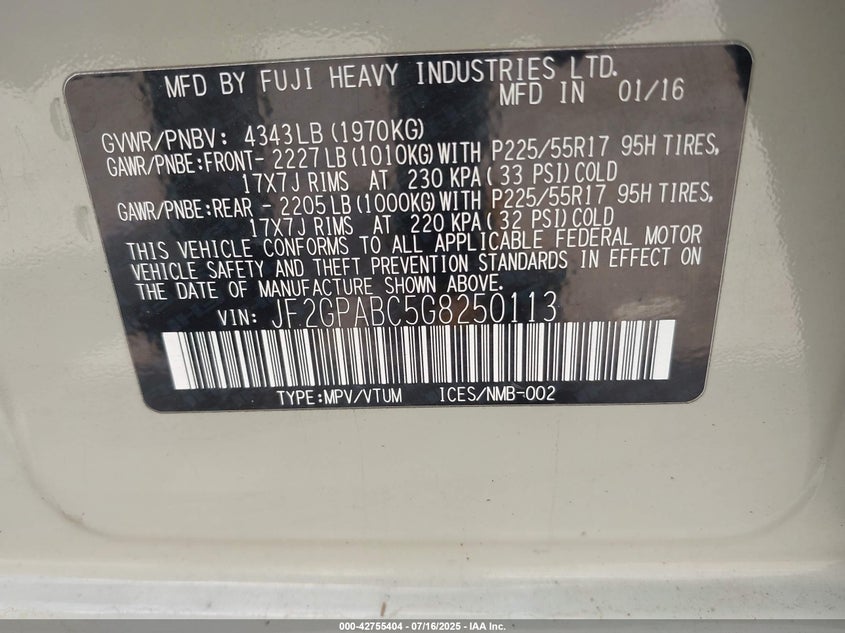 MFD BY FUJI HEAVY INDUSTRIES LTD.
MFD IN 01/16
GVWR/PNBV: 4343LB (1970KG)
GAWR/PNBE:FRONT- 2227LB(1010KG)WITH P225/55R17 95H TIRES,
17X7J RIMS AT 230 KPA( 33 PSI)COLD
GAWR/PNBE:REAR - 2205LB(1000KG)WITH P225/55R17 95H TIRES,
17X7J RIMS AT 220 KPA( 32 PSI)COLD
THIS VEHICLE CONFORMS TO ALL APPLICABLE FEDERAL MOTOR
VEHICLE SAFETY AND THEFT PREVENTION STANDARDS IN EFFECT ON
THE DATE OF MANUFACTURE SHOWN ABOVE.
VIN: JF2GPABC5G8250113
TYPE:MPV/VTUM ICES/NMB-002
000-42755404 - 07/16/2025 - IAA Inc.